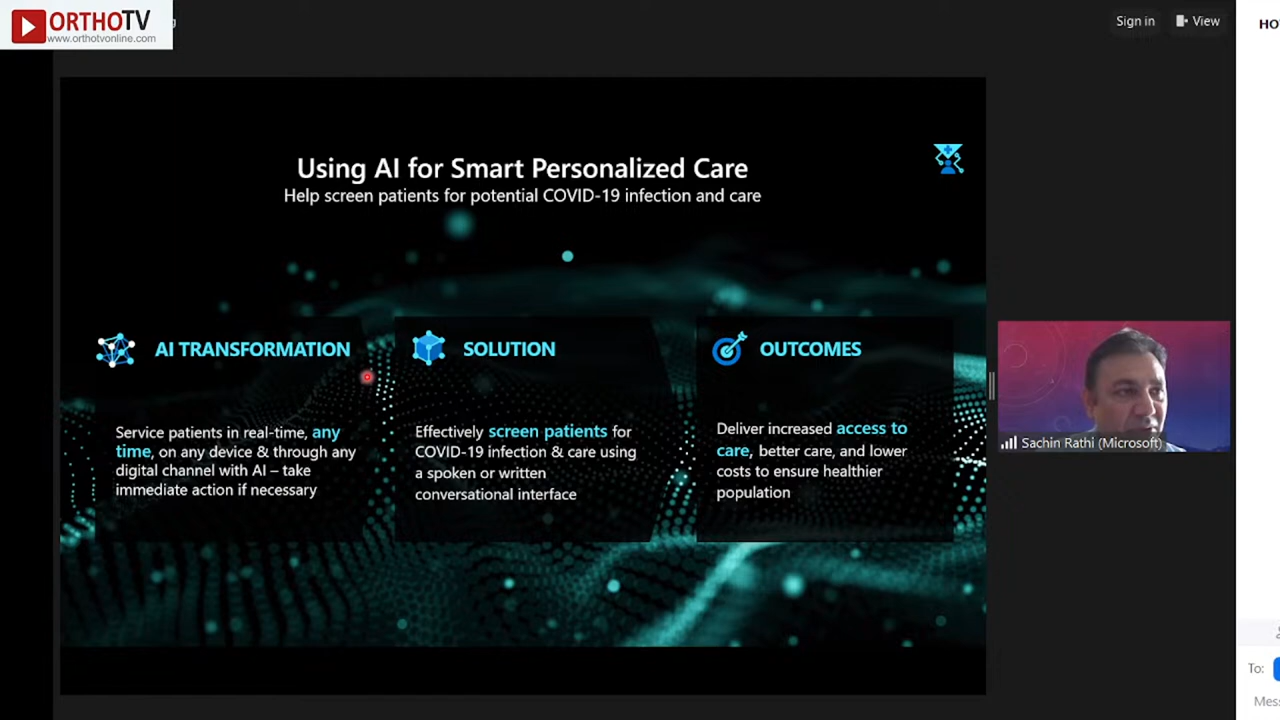 ORTHOTV
www.orthotvonline.com
Sign in
View
HO
Using AI for Smart Personalized Care
Help screen patients for potential COVID-19 infection and care
AI TRANSFORMATION
Service patients in real-time, any
time, on any device & through any
digital channel with AI – take
immediate action if necessary
SOLUTION
Effectively screen patients for
COVID-19 infection & care using
a spoken or written
conversational interface
OUTCOMES
Deliver increased access to
care, better care, and lower
costs to ensure healthier
population
Sachin Rathi (Microsoft)
To:
Mess